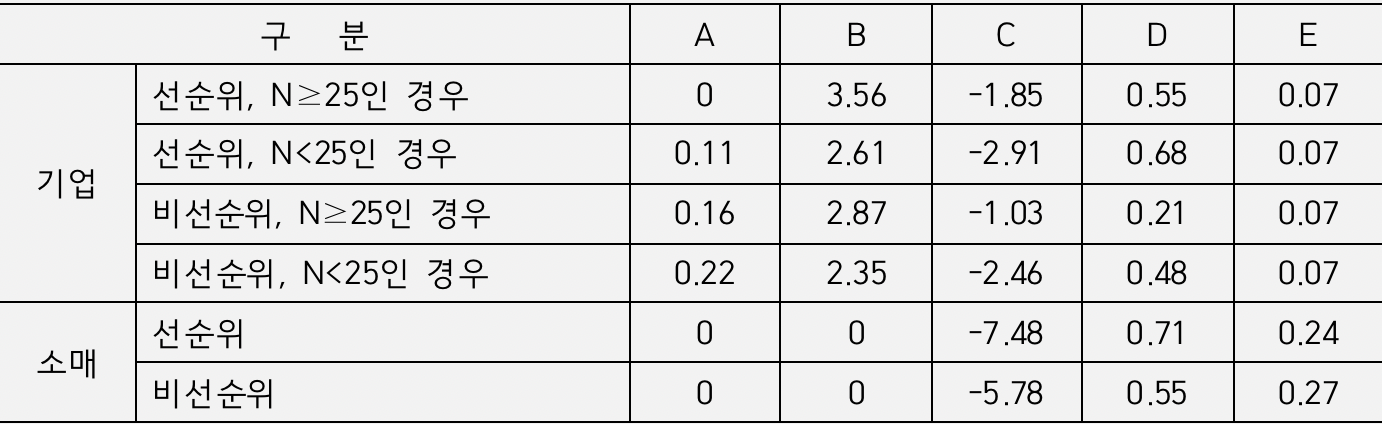 구 분 A B C D E
기업
선순위, N≥25인 경우 0 3.56 -1.85 0.55 0.07
선순위, N<25인 경우 0.11 2.61 -2.91 0.68 0.07
비선순위, N≥25인 경우 0.16 2.87 -1.03 0.21 0.07
비선순위, N<25인 경우 0.22 2.35 -2.46 0.48 0.07
소매
선순위 0 0 -7.48 0.71 0.24
비선순위 0 0 -5.78 0.55 0.27